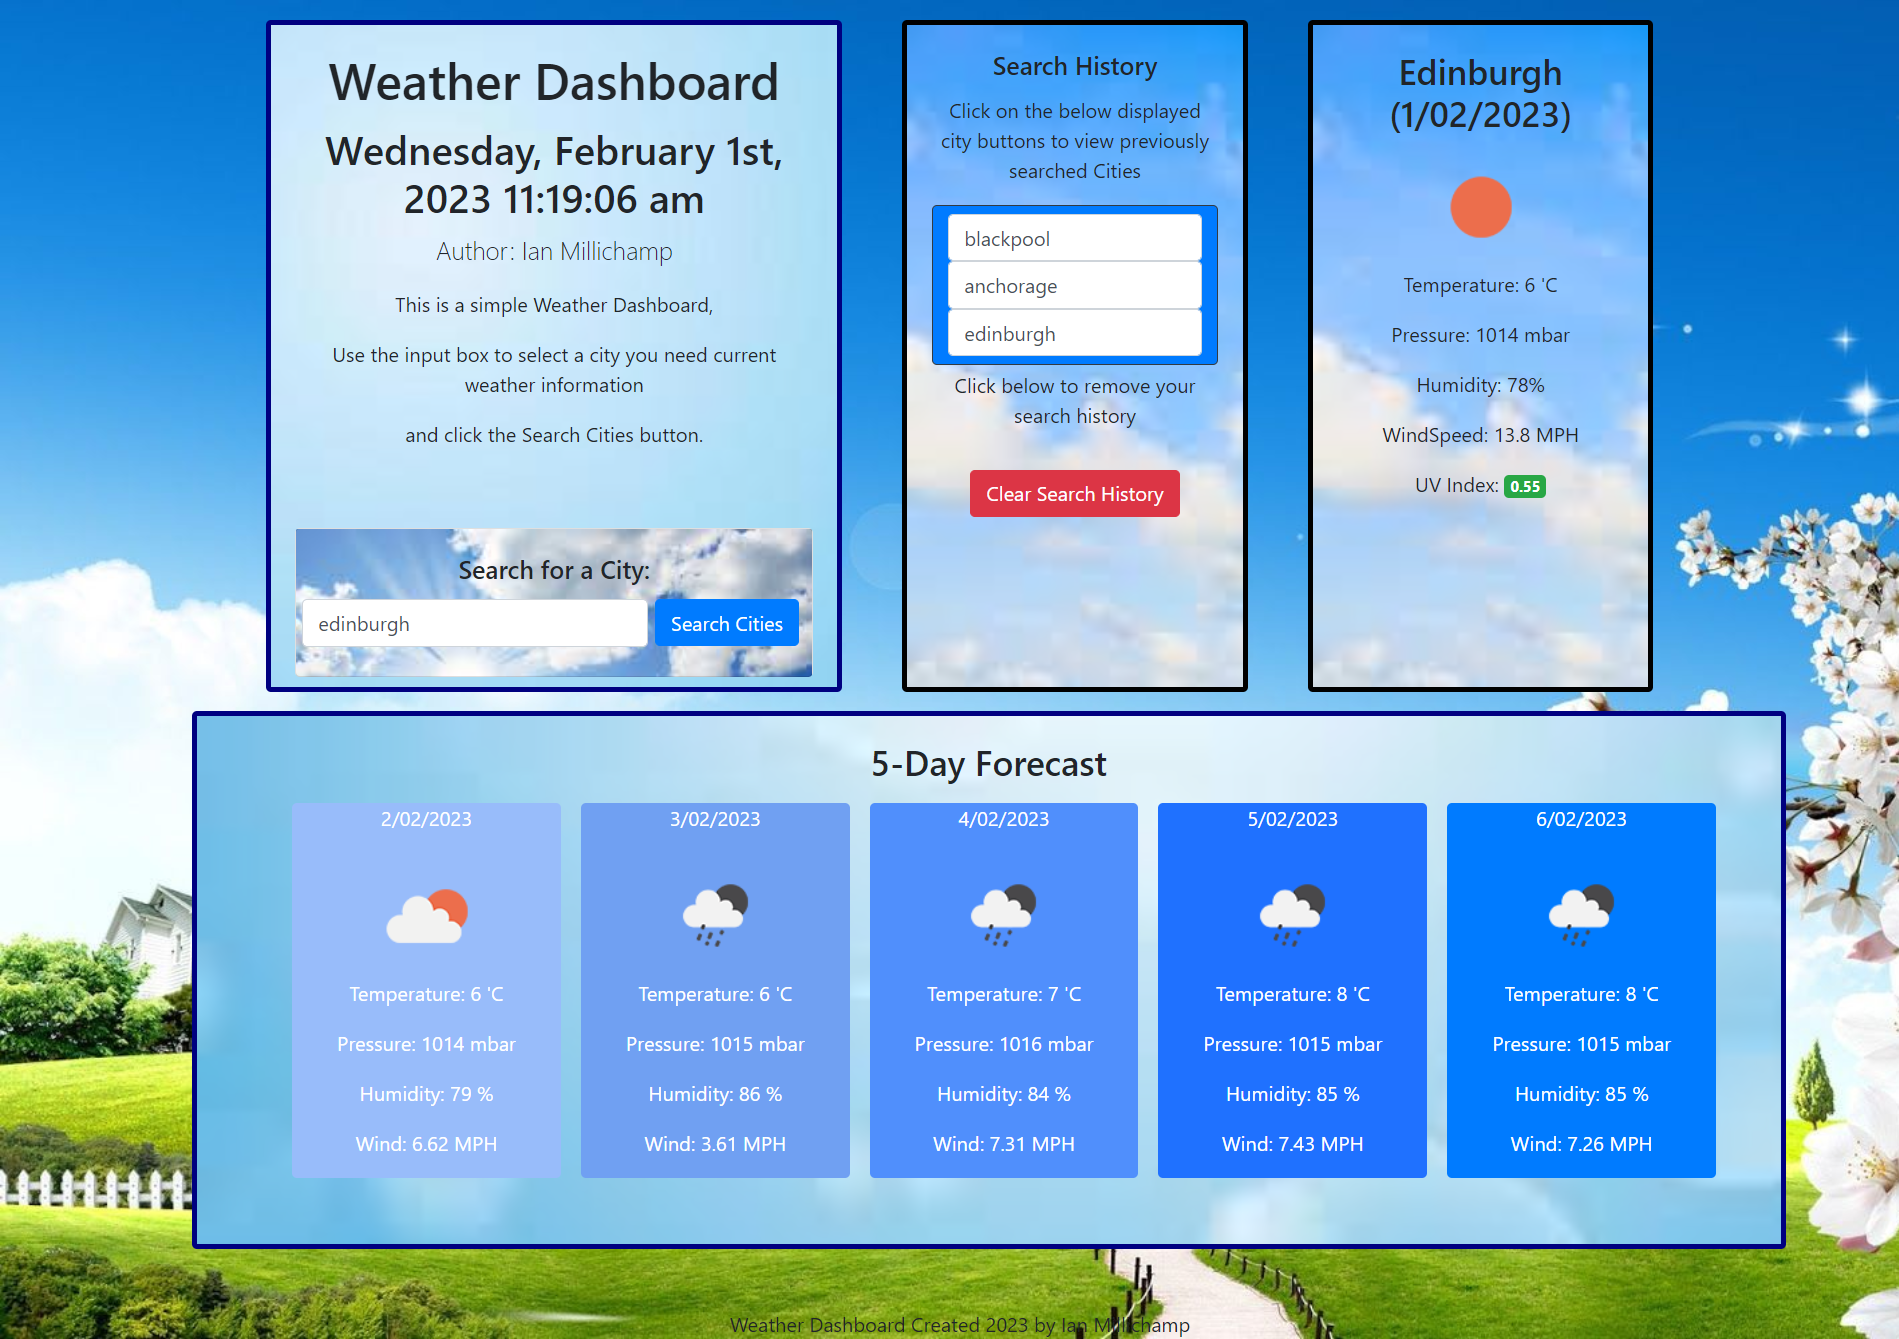 Weather Dashboard
Wednesday, February 1st,
2023 11:19:06 am
Author: Ian Millichamp
This is a simple Weather Dashboard,
Use the input box to select a city you need current
weather information
and click the Search Cities button.
Search for a City:
edinburgh
Search Cities
Search History
Click on the below displayed
city buttons to view previously
searched Cities
blackpool
anchorage
edinburgh
Click below to remove your
search history
Clear Search History
Edinburgh
(1/02/2023)
Temperature: 6 'C
Pressure: 1014 mbar
Humidity: 78%
WindSpeed: 13.8 MPH
UV Index: 0.55
5-Day Forecast
2/02/2023
Temperature: 6 'C
Pressure: 1014 mbar
Humidity: 79 %
Wind: 6.62 MPH
3/02/2023
Temperature: 6 'C
Pressure: 1015 mbar
Humidity: 86 %
Wind: 3.61 MPH
4/02/2023
Temperature: 7 'C
Pressure: 1016 mbar
Humidity: 84 %
Wind: 7.31 MPH
5/02/2023
Temperature: 8 'C
Pressure: 1015 mbar
Humidity: 85 %
Wind: 7.43 MPH
6/02/2023
Temperature: 8 'C
Pressure: 1015 mbar
Humidity: 85 %
Wind: 7.26 MPH
Weather Dashboard Created 2023 by Ian Millichamp